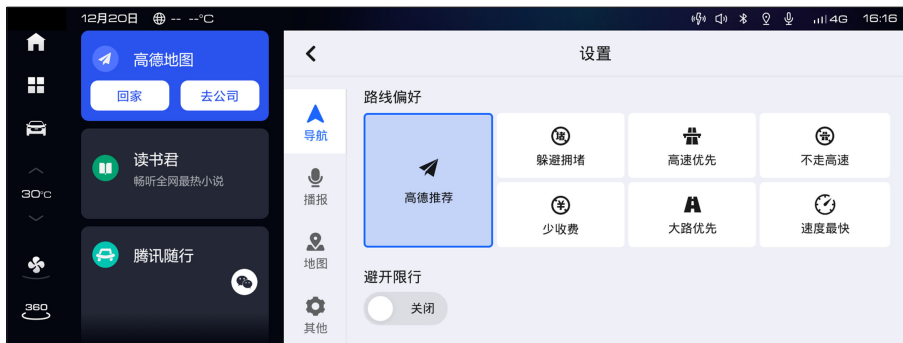 12月20日 -- --°C 4G 16:16
高德地图
回家 去公司
读书君
畅听全网最热小说
腾讯随行
30°C
360
设置
导航
播报
地图
其他
路线偏好
高德推荐
堵
躲避拥堵
高速优先
不走高速
¥
少收费
大路优先
速度最快
避开限行
关闭